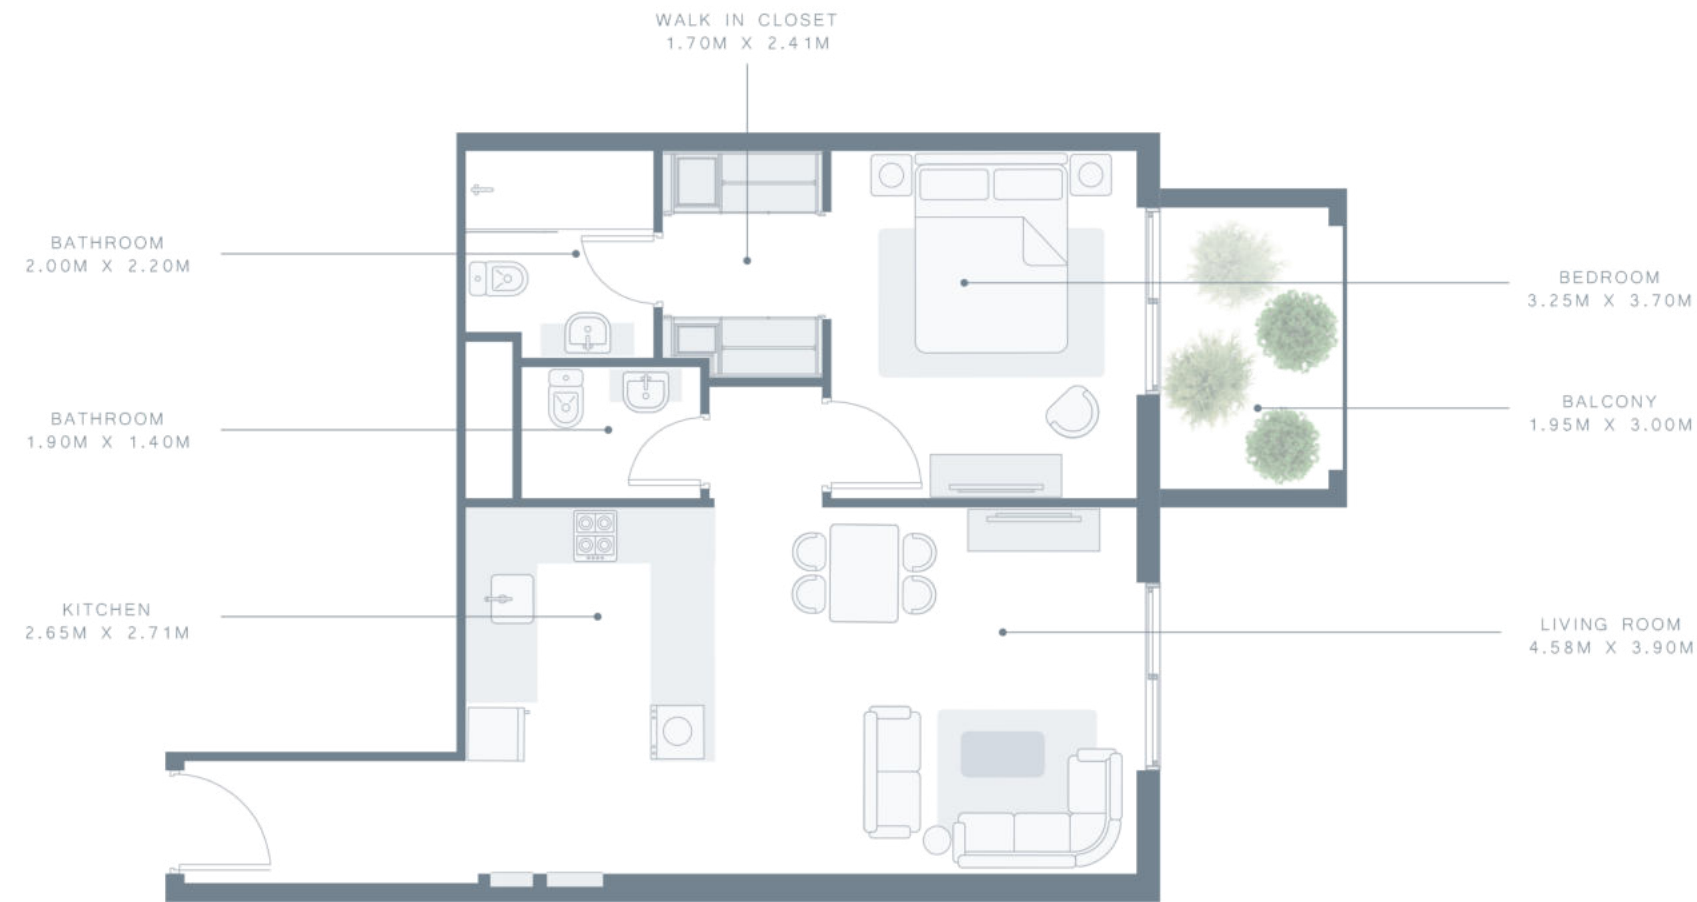 WALK IN CLOSET
1.70M X 2.41M
BATHROOM
2.00M X 2.20M
BEDROOM
3.25M X 3.70M
BALCONY
1.95M X 3.00M
BATHROOM
1.90M X 1.40M
KITCHEN
2.65M X 2.71M
LIVING ROOM
4.58M X 3.90M